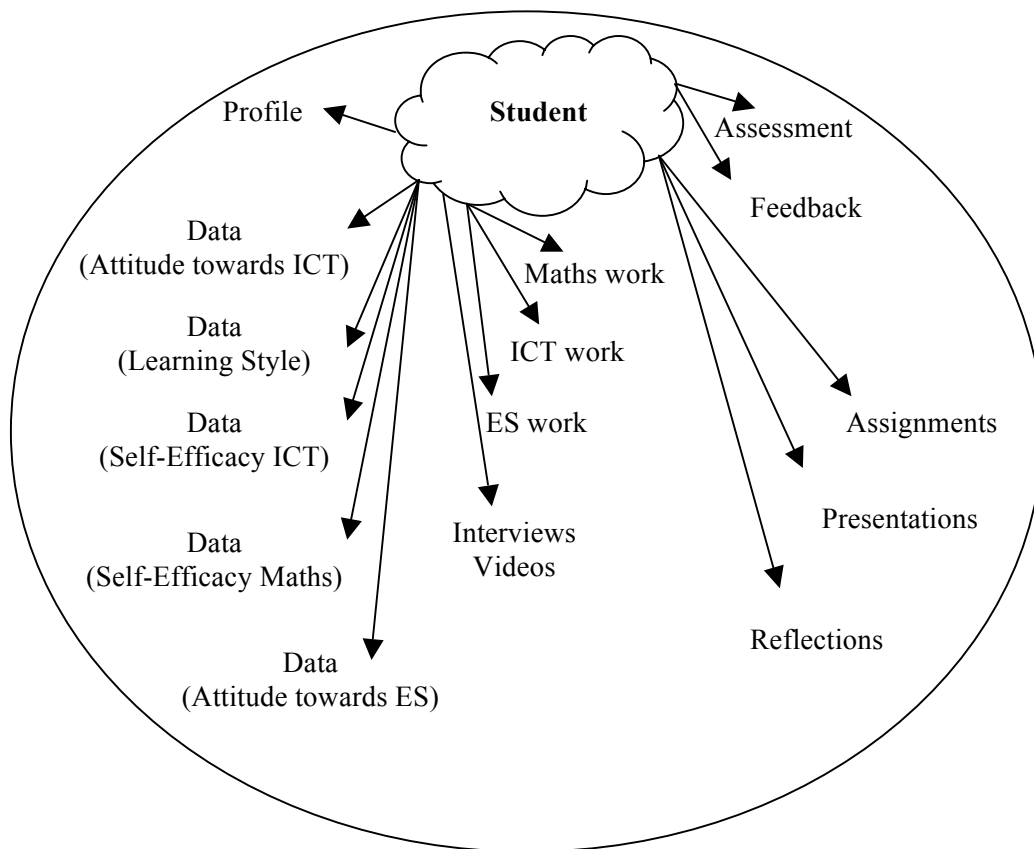 Student
Profile
Assessment
Feedback
Data
(Attitude towards ICT)
Maths work
Data
(Learning Style)
ICT work
Data
(Self-Efficacy ICT)
ES work
Assignments
Presentations
Interviews
Videos
Data
(Self-Efficacy Maths)
Reflections
Data
(Attitude towards ES)